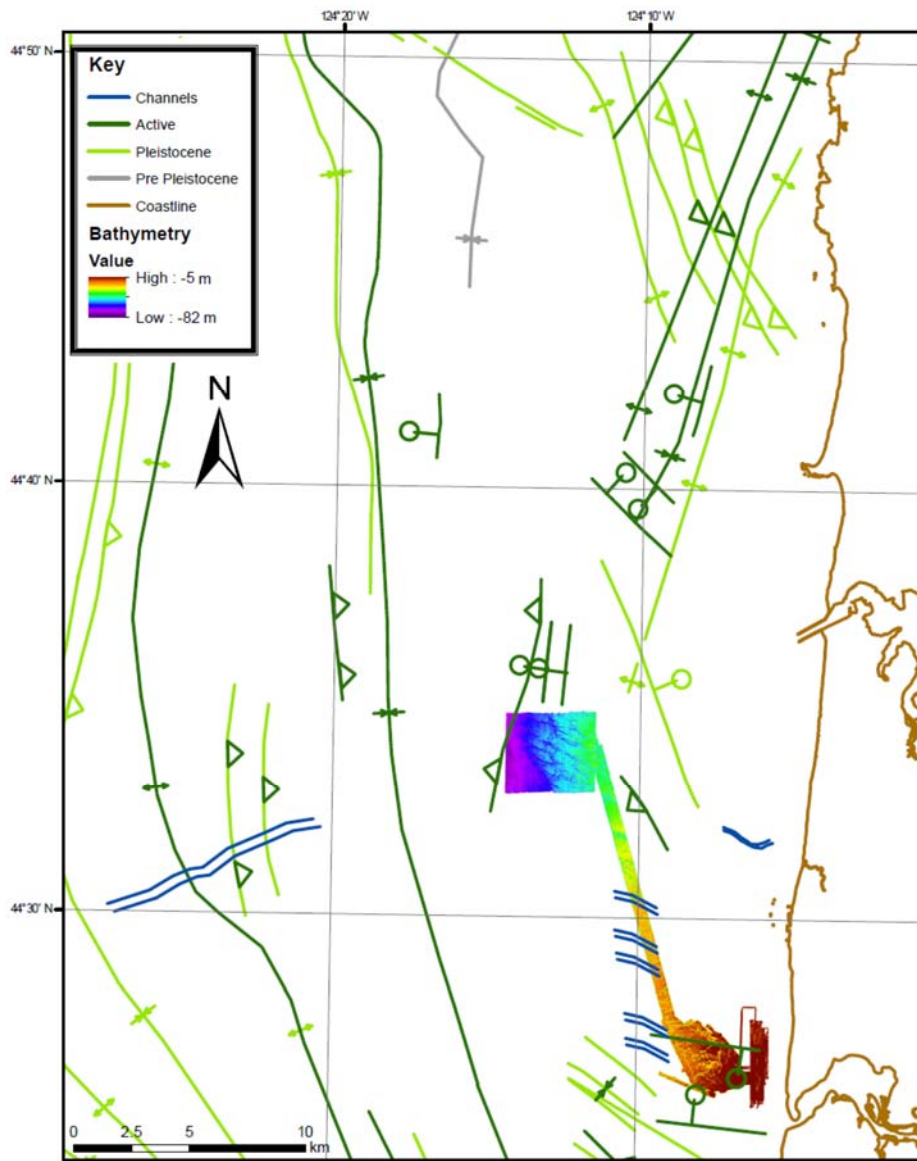 124° 20' W
124° 10' W
44° 50' N
Key
Channels
Active
Pleistocene
Pre Pleistocene
Coastline
Bathymetry
Value
High : -5 m
Low : -82 m
N
44° 40' N
44° 30' N
0 2.5 5 10
km